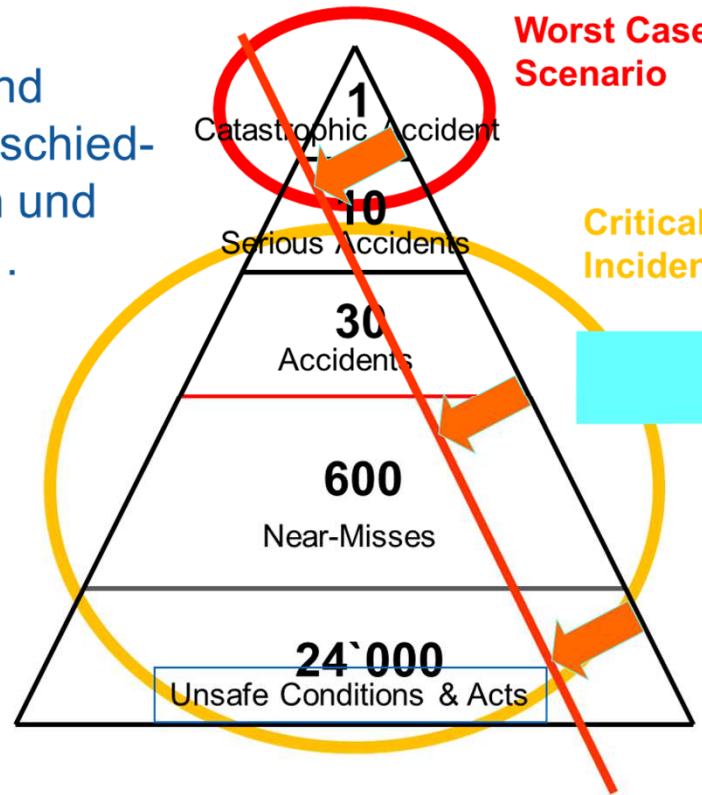 Worst Case
Scenario
nd
schied-
und
.
1
Catastrophic Accident
10
Serious Accidents
Critical
Inciden
30
Accidents
600
Near-Misses
24`000
Unsafe Conditions & Acts